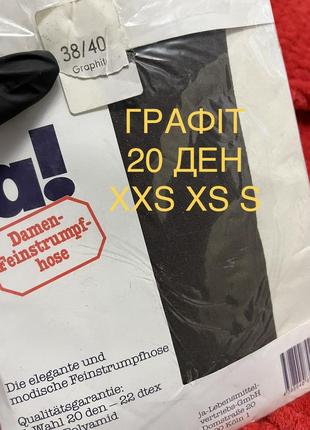 38/40
Graphit
a!
ГРАФІТ
20 ДЕН
XXS XS S
Damen-
Feinstrumpf-
hose
Die elegante und
modische Feinstrumpfhose
Qualitätsgarantie:
Wahl 20 den – 22 dtex
Polyamid
ja-Lebensmittel-
vertriebs-GmbH
Domstraße 20
Köln 1